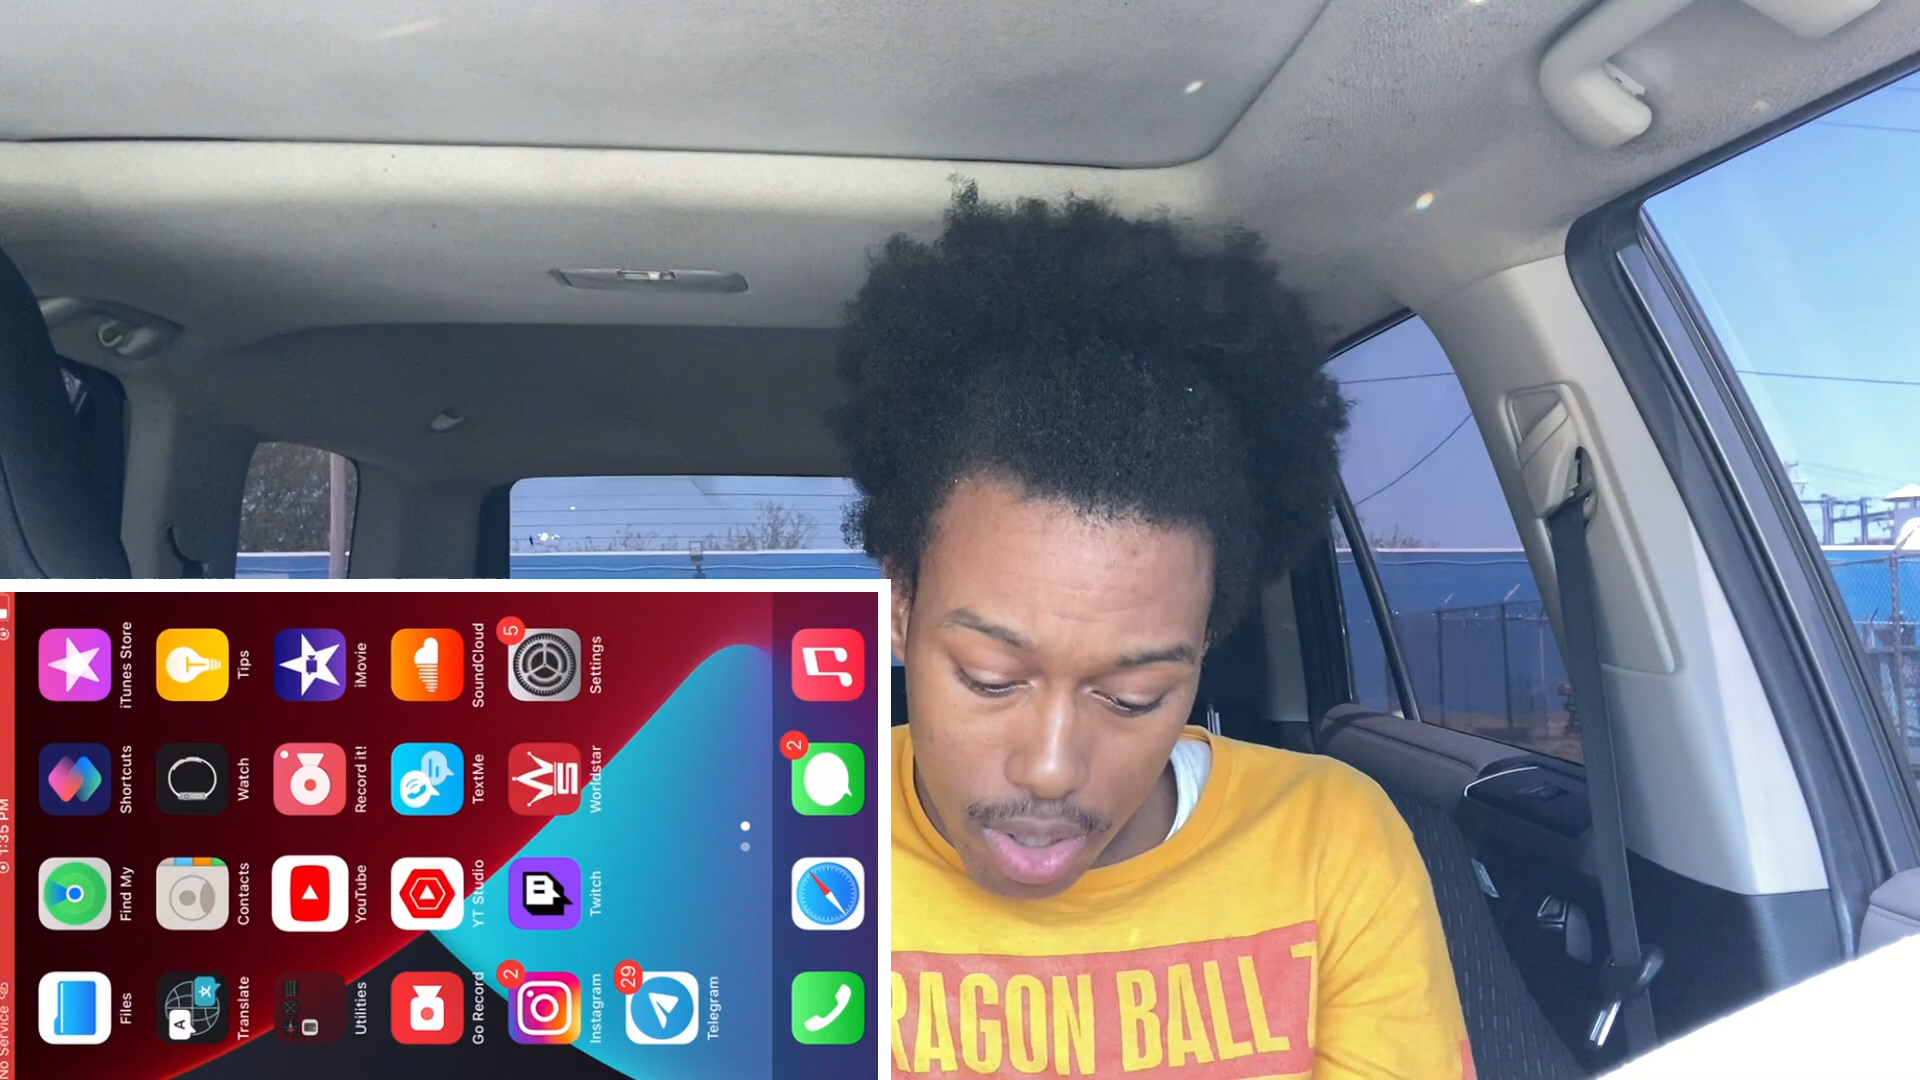 No Service 1:35 PM
Files Find My Shortcuts iTunes Store
Translate Contacts Watch Tips
Utilities YouTube Record it! iMovie
Go Record YT Studio TextMe SoundCloud
2 5
Instagram Twitch Worldstar Settings
29
Telegram
2
RAGON BALL